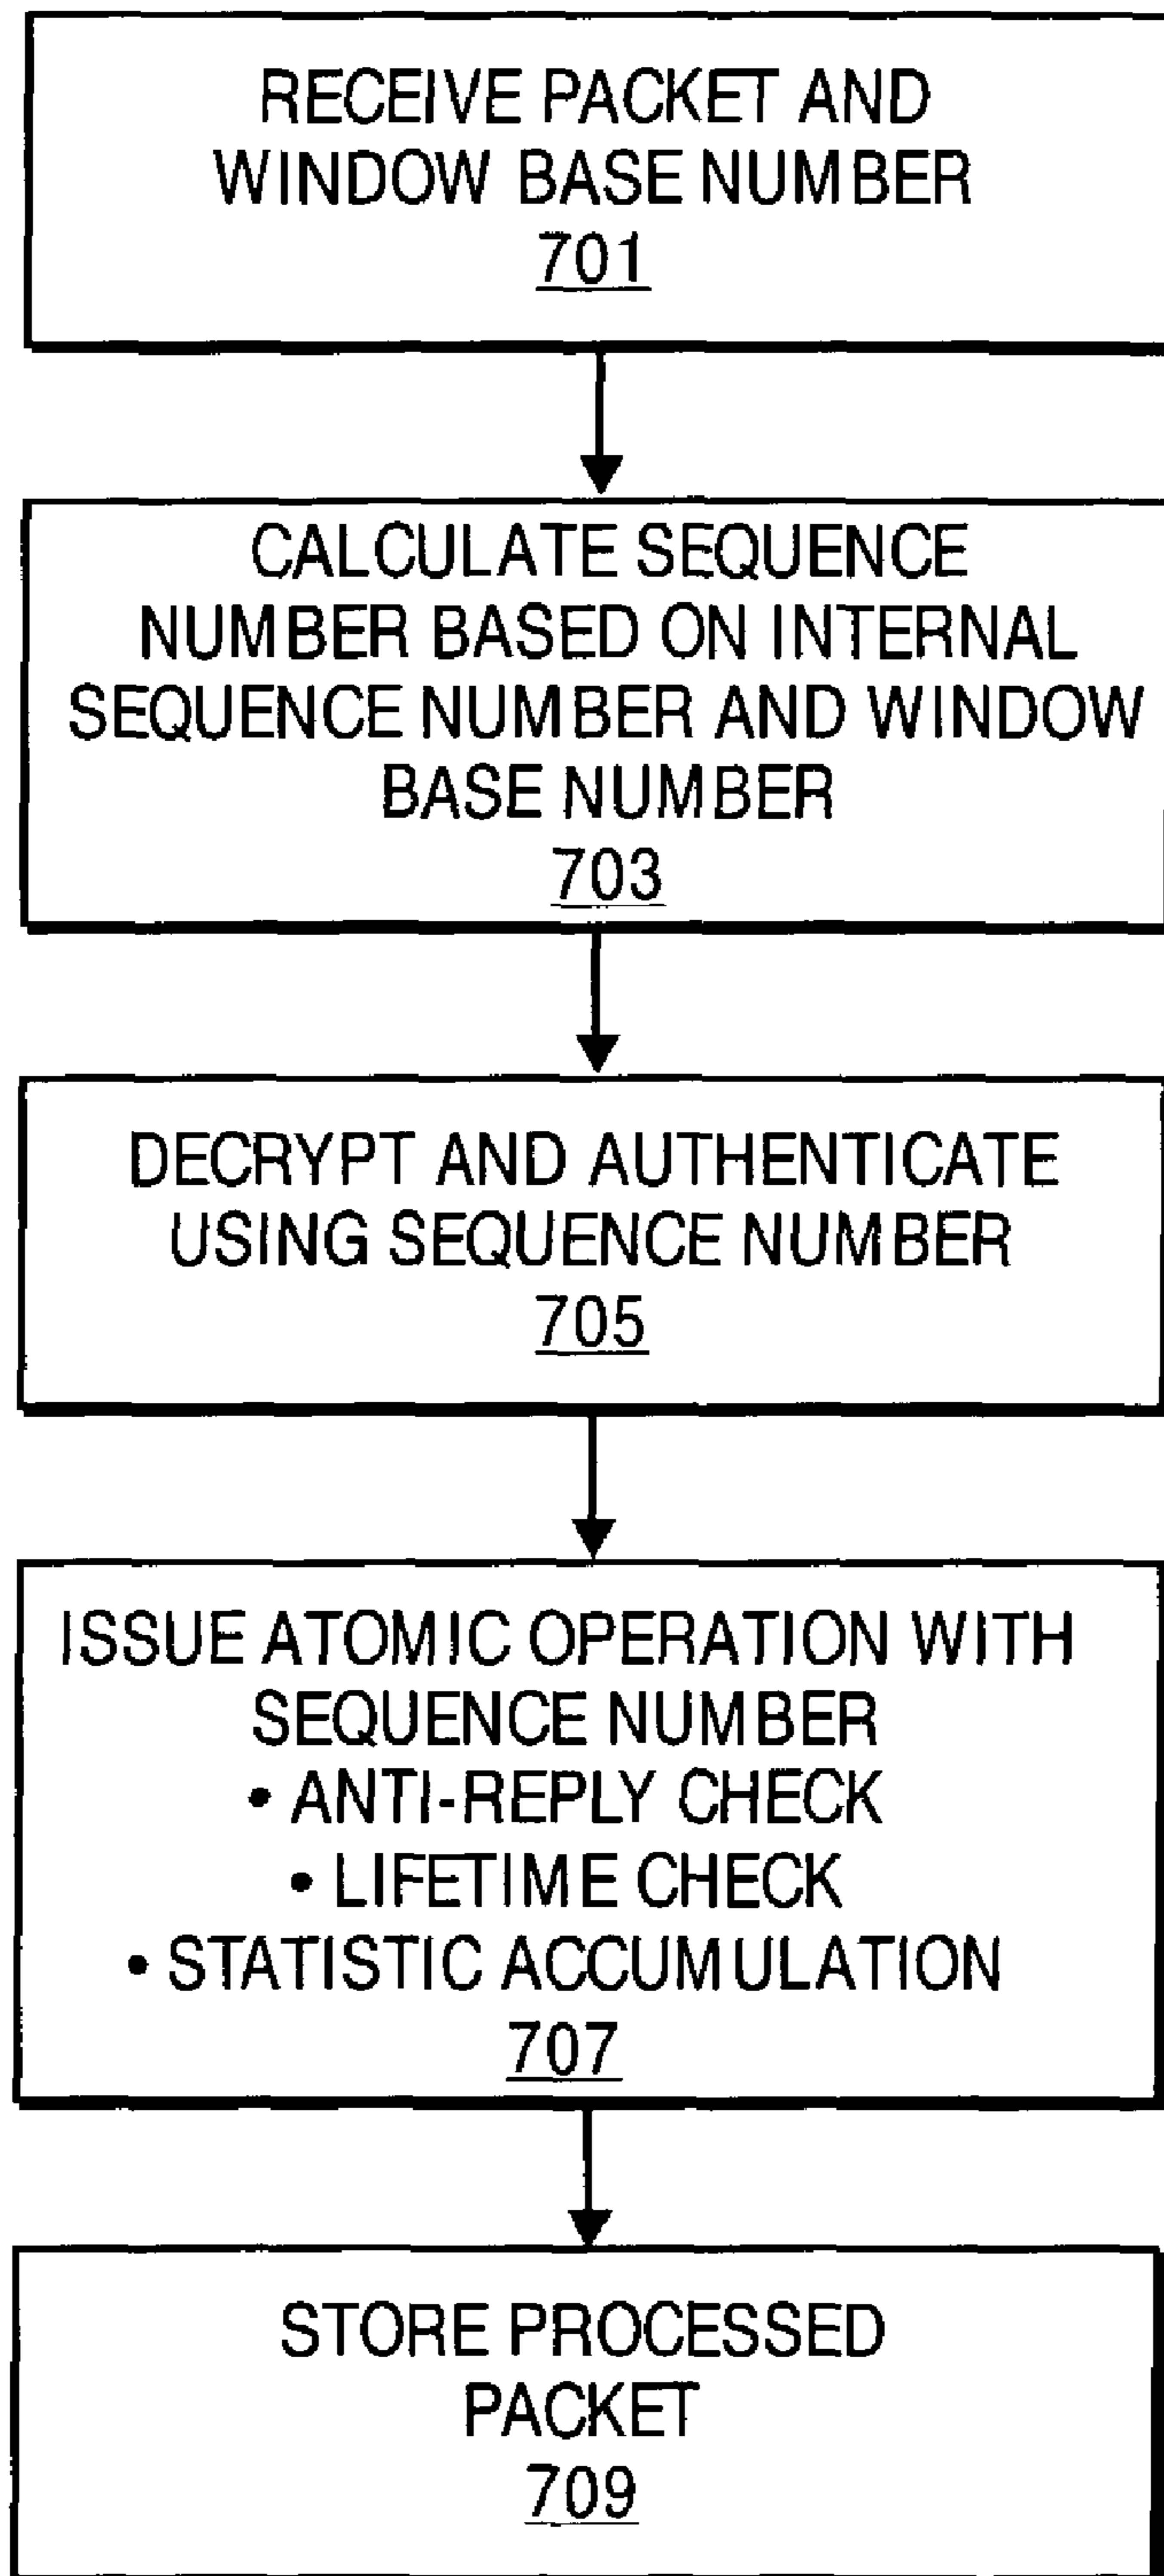 RECEIVE PACKET AND
WINDOW BASE NUMBER
701
CALCULATE SEQUENCE
NUMBER BASED ON INTERNAL
SEQUENCE NUMBER AND WINDOW
BASE NUMBER
703
DECRYPT AND AUTHENTICATE
USING SEQUENCE NUMBER
705
ISSUE ATOMIC OPERATION WITH
SEQUENCE NUMBER
• ANTI-REPLY CHECK
• LIFETIME CHECK
• STATISTIC ACCUMULATION
707
STORE PROCESSED
PACKET
709